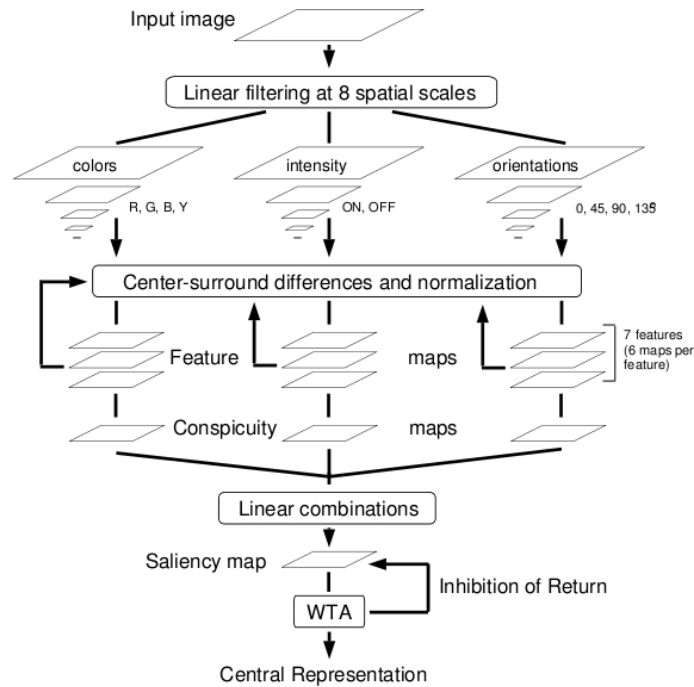 Input image
Linear filtering at 8 spatial scales
colors
intensity
orientations
R, G, B, Y
ON, OFF
0, 45, 90, 135°
Center-surround differences and normalization
7 features
(6 maps per
feature)
Feature maps
Conspicuity maps
Linear combinations
Saliency map
Inhibition of Return
WTA
Central Representation